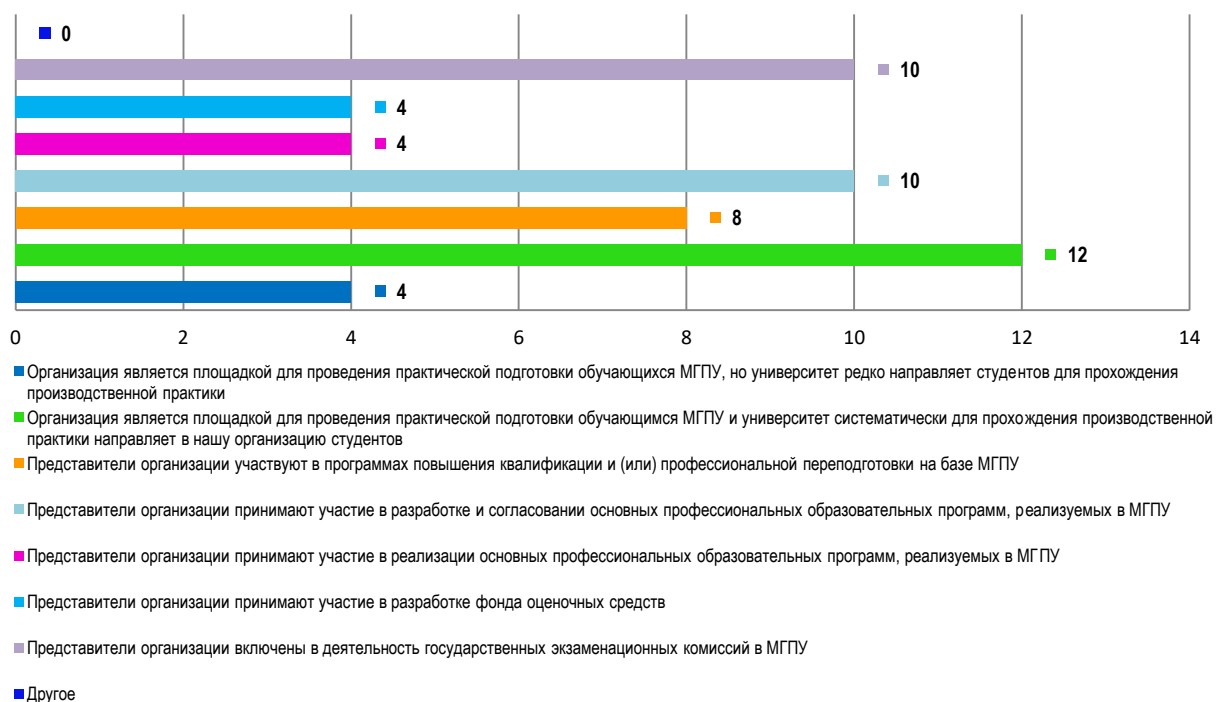 0
10
4
4
10
8
12
4
0 2 4 6 8 10 12 14
Организация является площадкой для проведения практической подготовки обучающихся МГПУ, но университет редко направляет студентов для прохождения
производственной практики
Организация является площадкой для проведения практической подготовки обучающимся МГПУ и университет систематически для прохождения производственной
практики направляет в нашу организацию студентов
Представители организации участвуют в программах повышения квалификации и (или) профессиональной переподготовки на базе МГПУ
Представители организации принимают участие в разработке и согласовании основных профессиональных образовательных программ, реализуемых в МГПУ
Представители организации принимают участие в реализации основных профессиональных образовательных программ, реализуемых в МГПУ
Представители организации принимают участие в разработке фонда оценочных средств
Представители организации включены в деятельность государственных экзаменационных комиссий в МГПУ
Другое